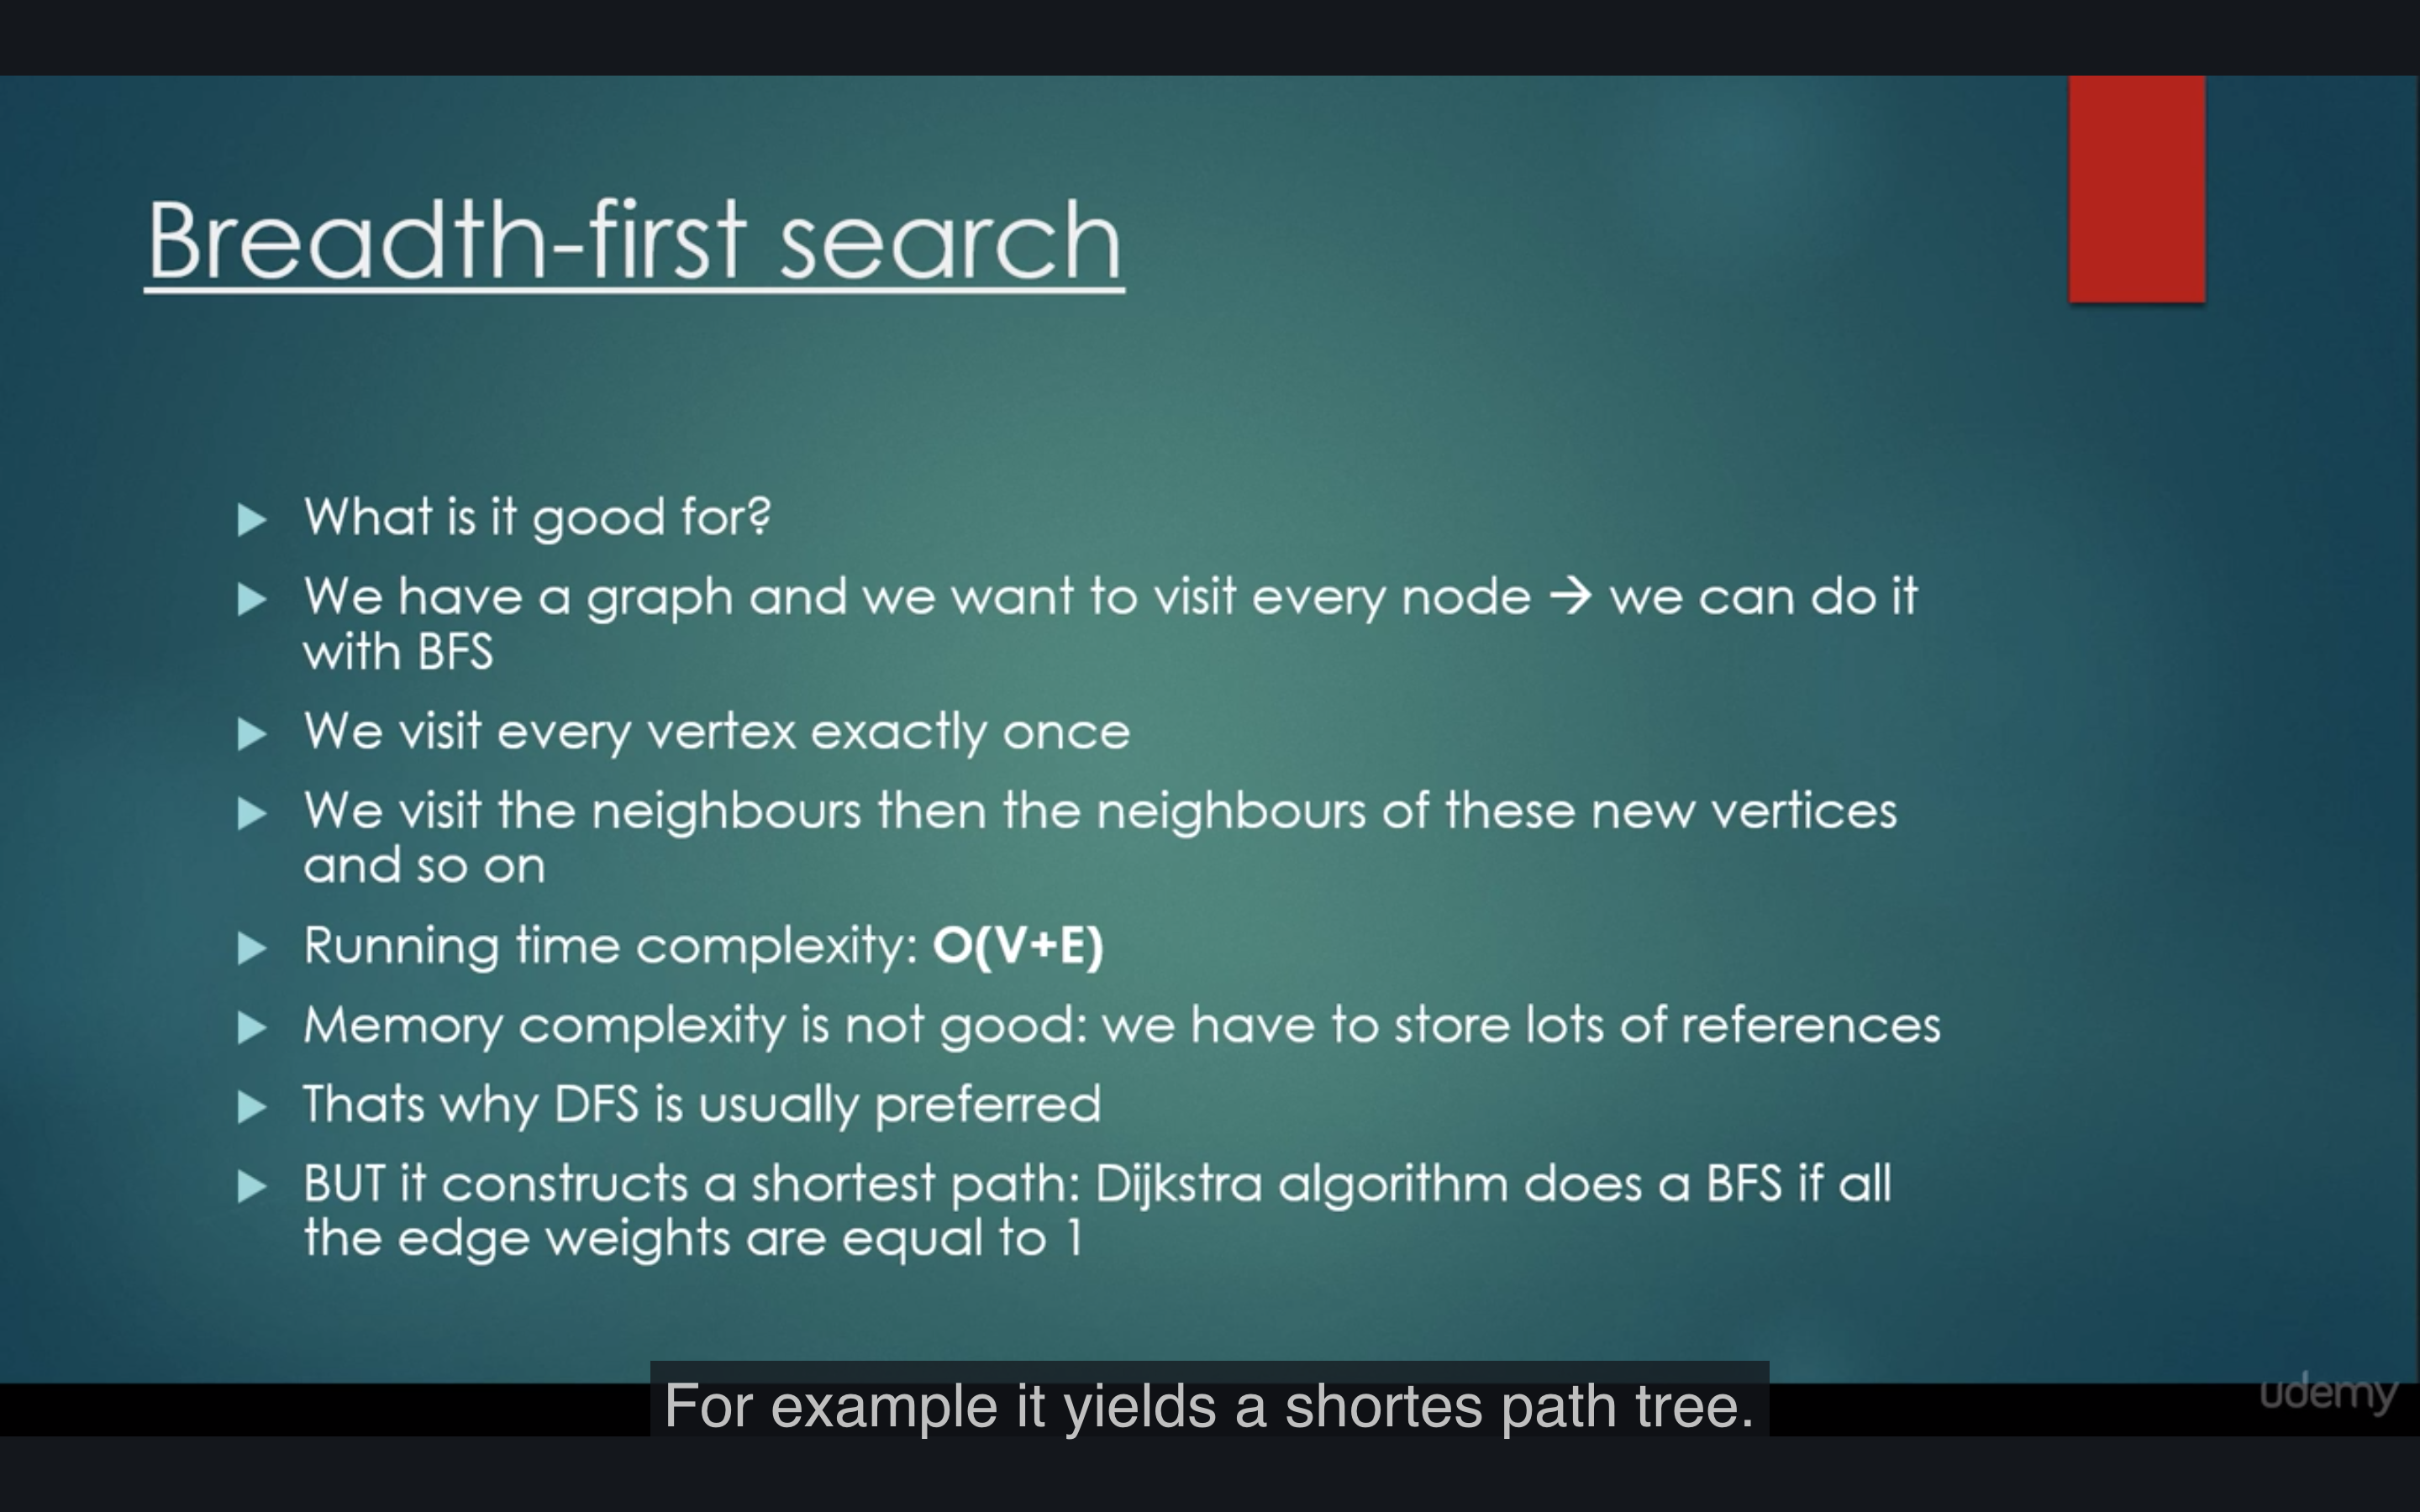 Breadth-first search
What is it good for?
We have a graph and we want to visit every node → we can do it
with BFS
We visit every vertex exactly once
We visit the neighbours then the neighbours of these new vertices
and so on
Running time complexity: O(V+E)
Memory complexity is not good: we have to store lots of references
Thats why DFS is usually preferred
BUT it constructs a shortest path: Dijkstra algorithm does a BFS if all
the edge weights are equal to 1
For example it yields a shortes path tree.
udemy